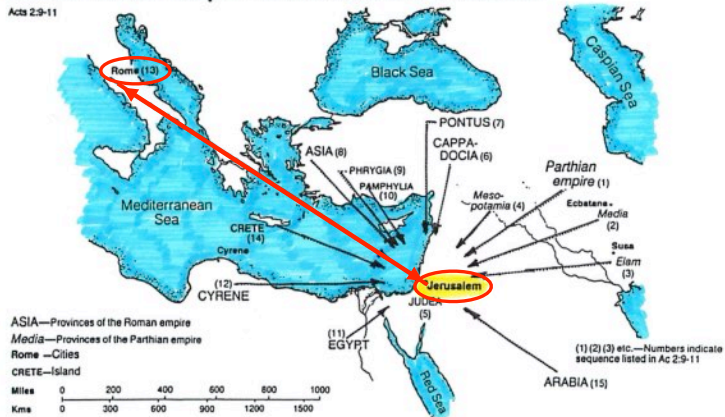 Acts 2:9-11
Rome (13)
Black Sea
Caspian Sea
PONTUS (7)
CAPPA-
DOCIA (6)
ASIA (8)
PHRYGIA (9)
PAMPHYLIA
(10)
Parthian
empire (1)
Meso-
potamia (4)
Ecbatana
Media
(2)
Susa
Elam
(3)
Mediterranean
Sea
CRETE
(14)
Cyrene
(12)
CYRENE
Jerusalem
JUDEA
(5)
(11)
EGYPT
Red Sea
ARABIA (15)
(1) (2) (3) etc.—Numbers indicate
sequence listed in Ac 2:9-11
ASIA—Provinces of the Roman empire
Media—Provinces of the Parthian empire
Rome —Cities
CRETE—Island
Miles 0 200 400 600 800 1000
Kms 0 300 600 900 1200 1500